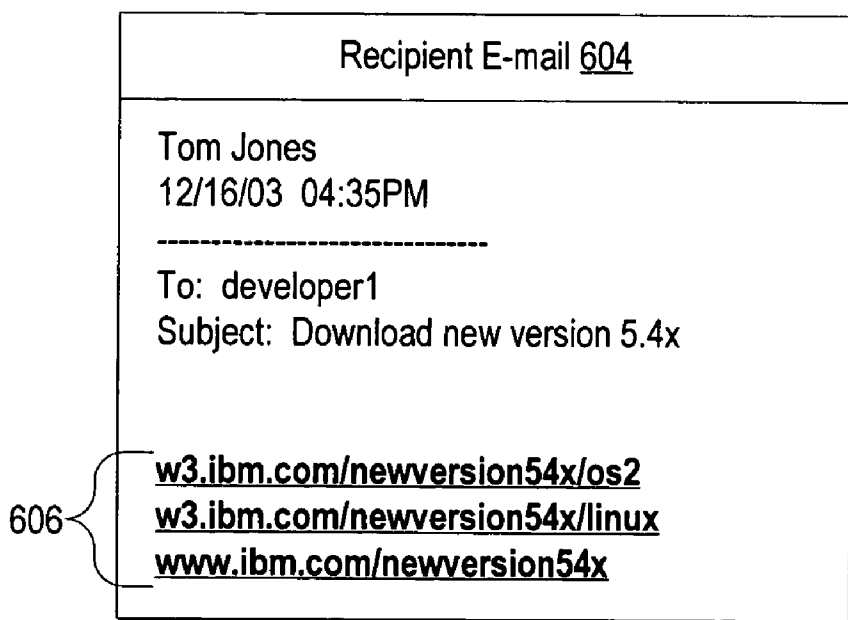 Recipient E-mail 604
Tom Jones
12/16/03 04:35PM
-------------------------------
To: developer1
Subject: Download new version 5.4x
606
w3.ibm.com/newversion54x/os2
w3.ibm.com/newversion54x/linux
www.ibm.com/newversion54x